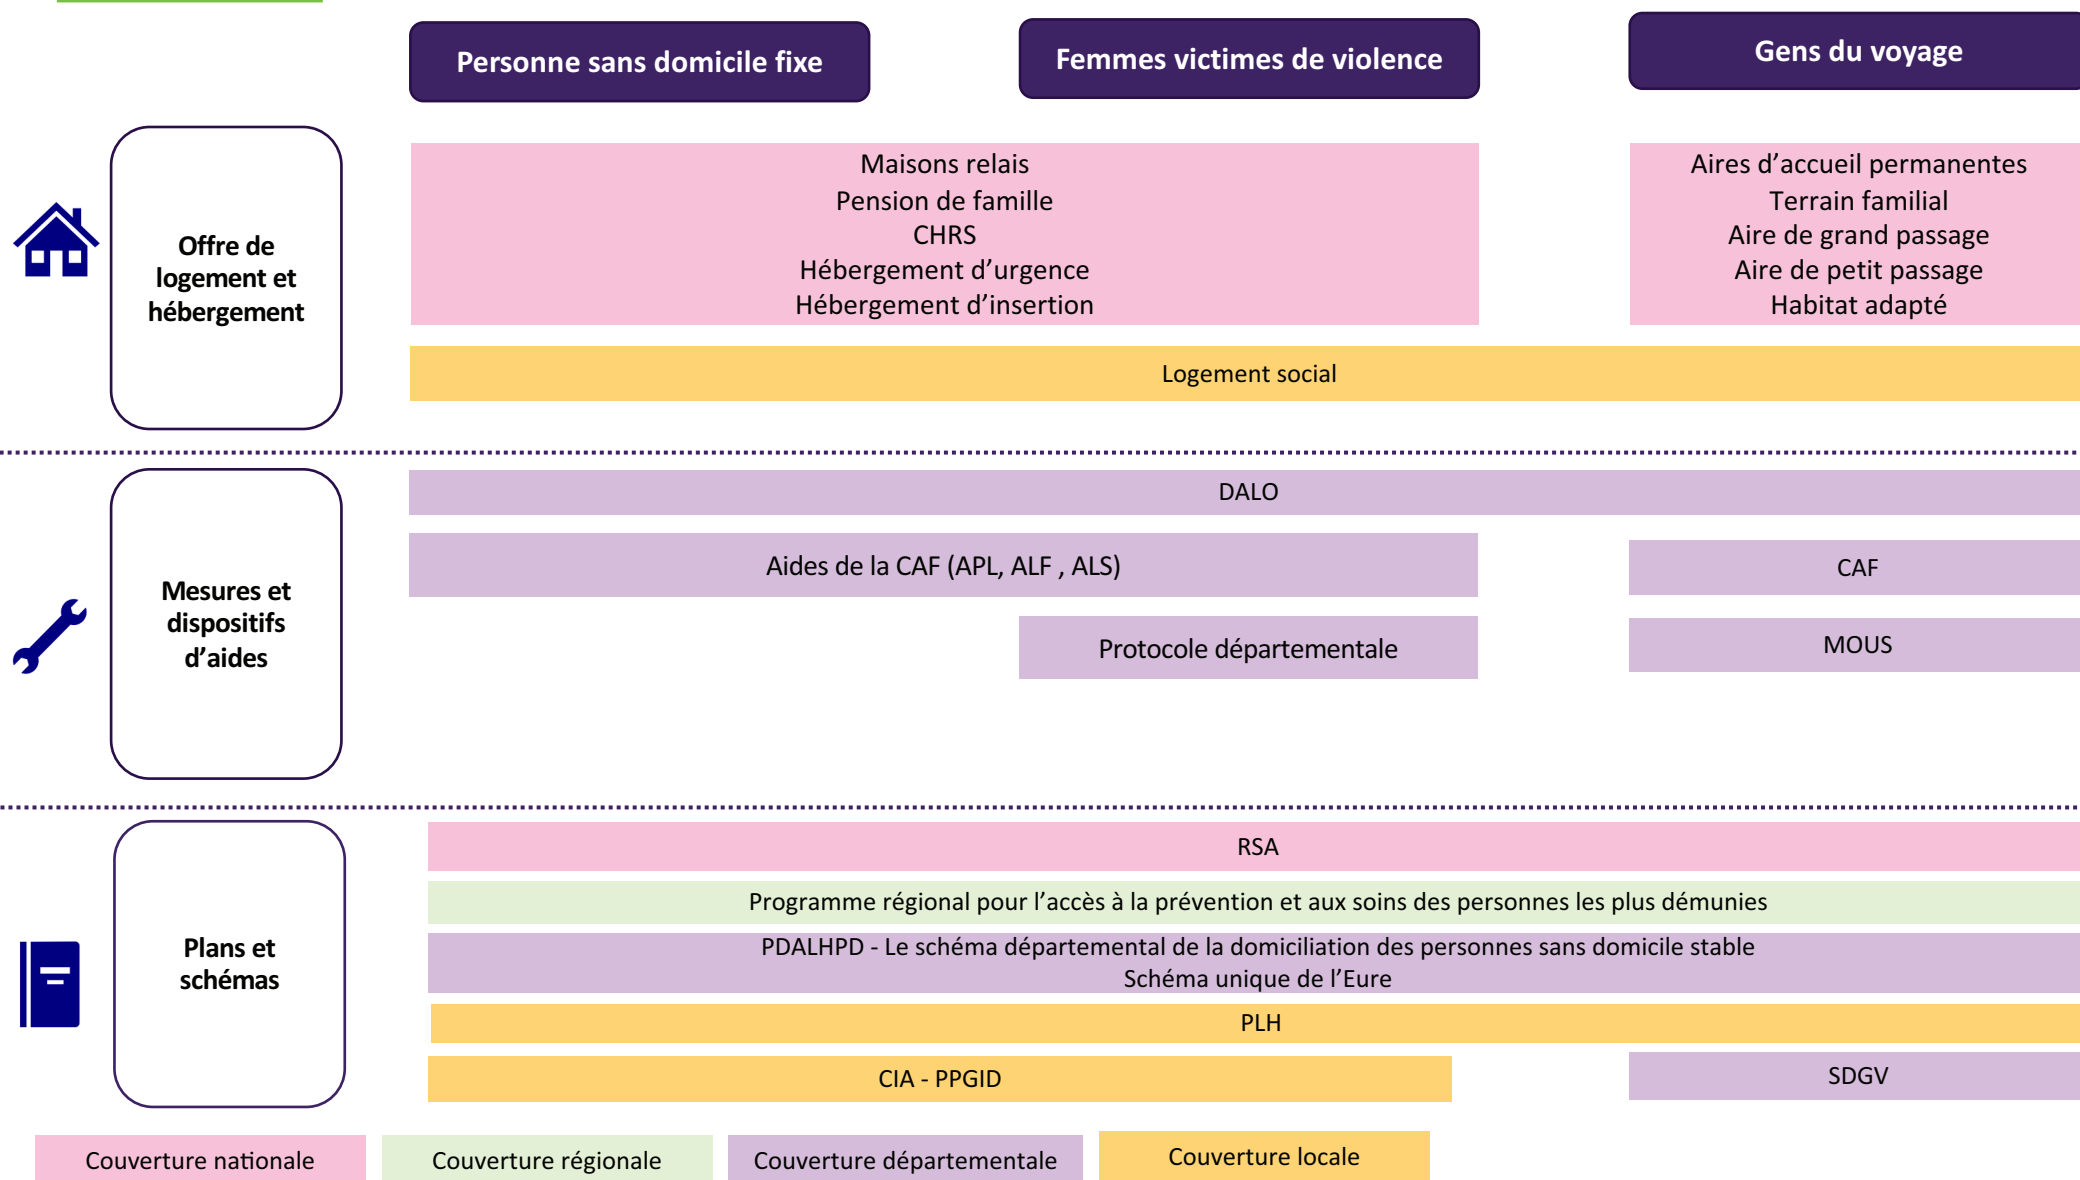 Personne sans domicile fixe
Femmes victimes de violence
Gens du voyage
Offre de
logement et
hébergement
Maisons relais
Pension de famille
CHRS
Hébergement d'urgence
Hébergement d'insertion
Aires d'accueil permanentes
Terrain familial
Aire de grand passage
Aire de petit passage
Habitat adapté
Logement social
Mesures et
dispositifs
d'aides
DALO
Aides de la CAF (APL, ALF , ALS)
CAF
Protocole départementale
MOUS
Plans et
schémas
RSA
Programme régional pour l'accès à la prévention et aux soins des personnes les plus démunies
PDALHPD - Le schéma départemental de la domiciliation des personnes sans domicile stable
Schéma unique de l'Eure
PLH
CIA - PPGID
SDGV
Couverture nationale
Couverture régionale
Couverture départementale
Couverture locale